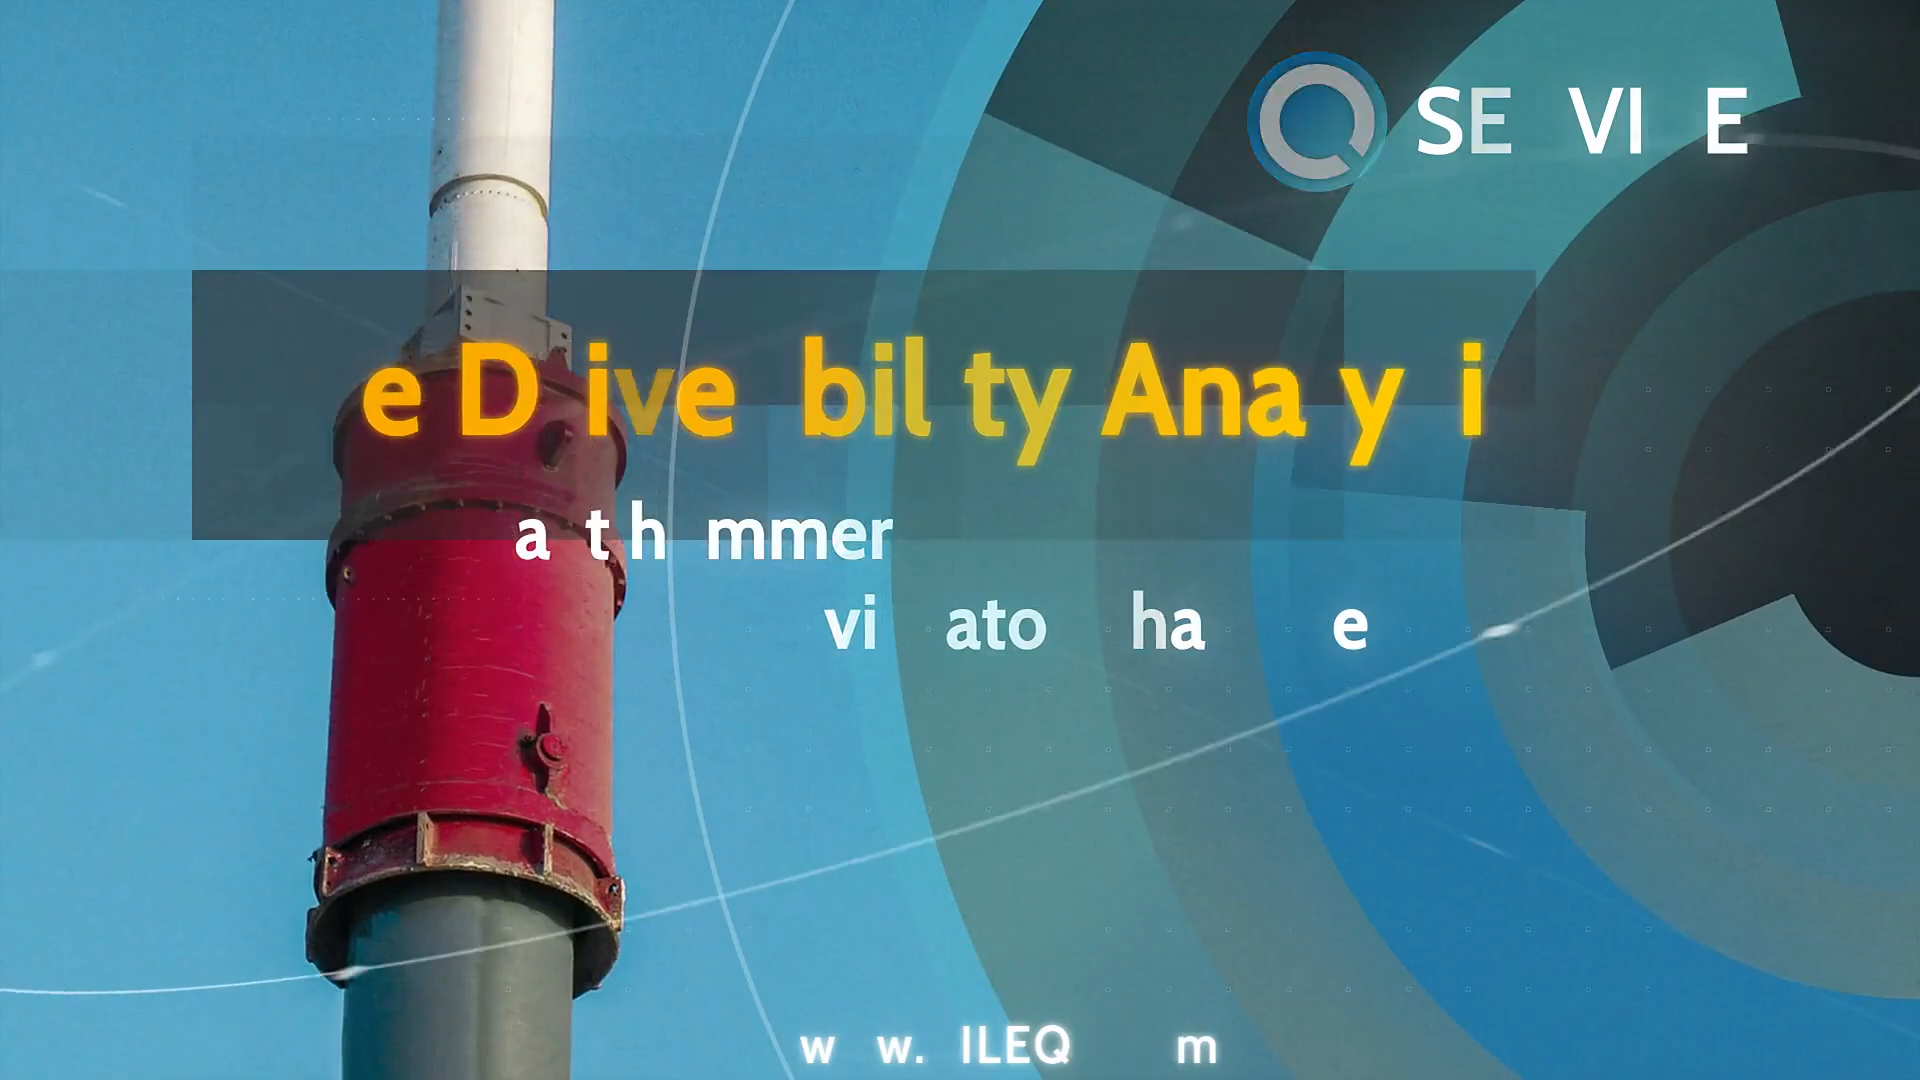 SE VI E
e D ive bil ty Ana y i
a t h mmer
vi ato ha e
w w. ILEQ m